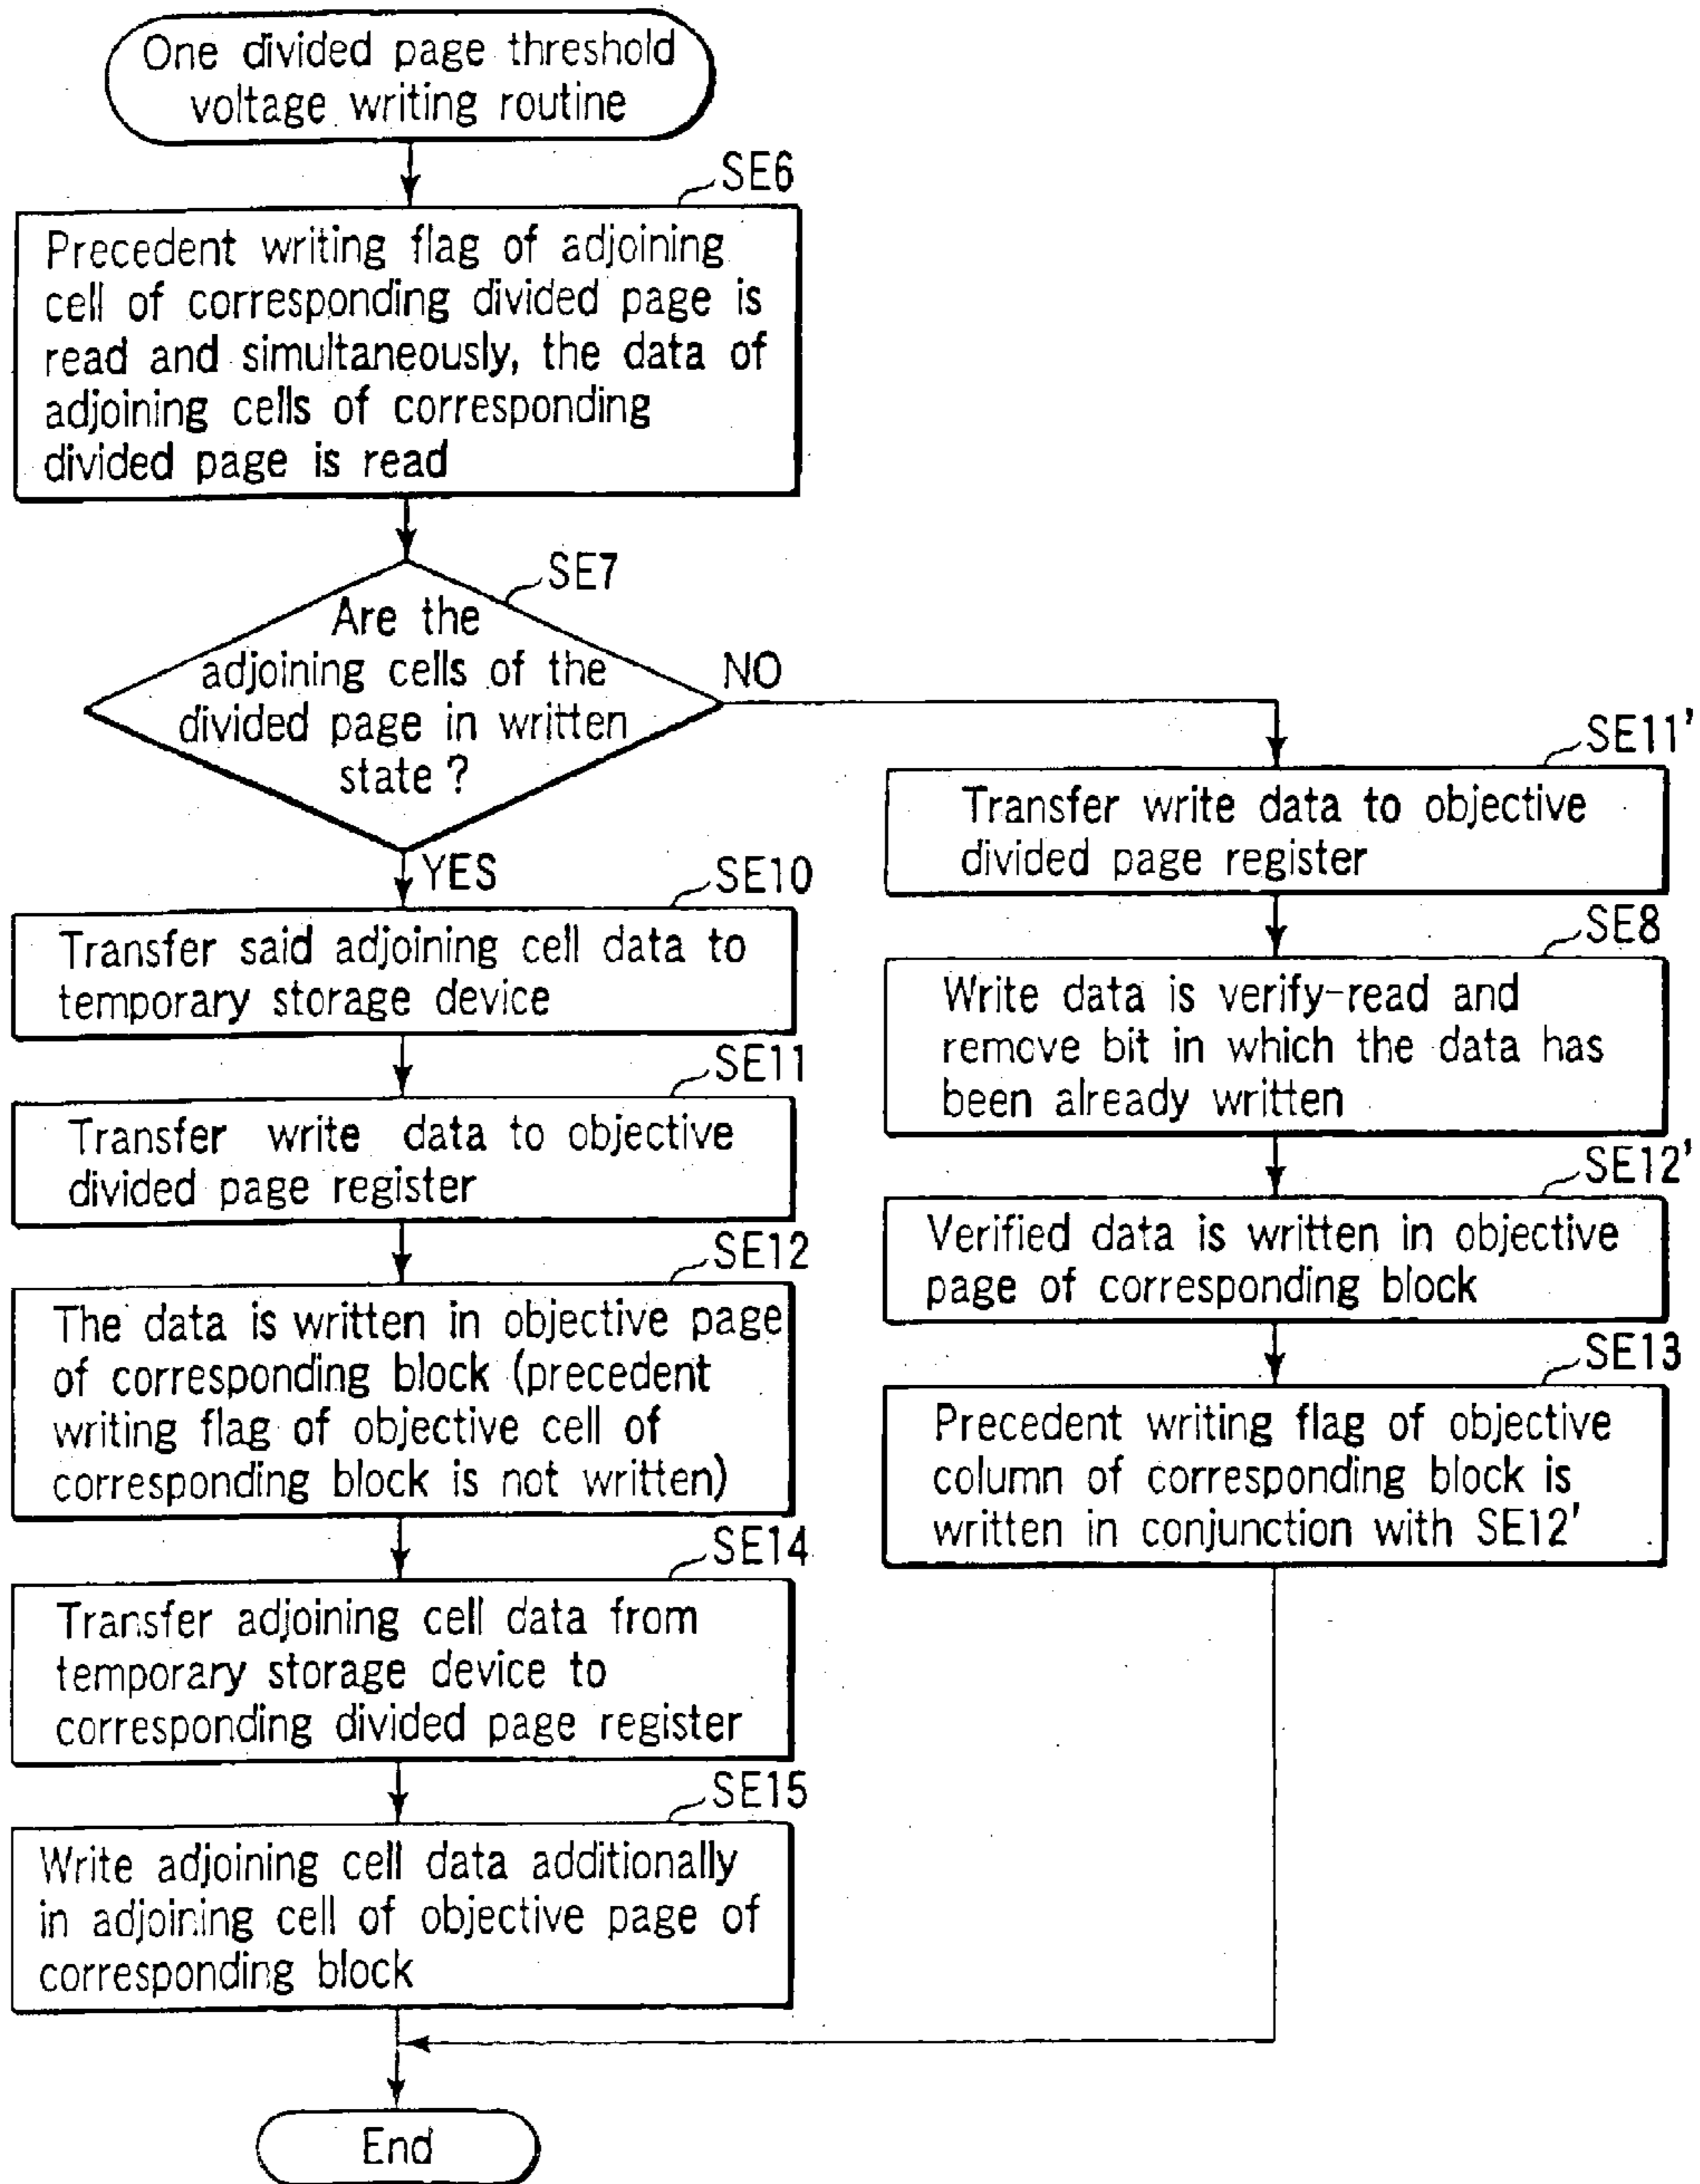 One divided page threshold
voltage writing routine
SE6
Precedent writing flag of adjoining
cell of corresponding divided page is
read and simultaneously, the data of
adjoining cells of corresponding
divided page is read
SE7
Are the
adjoining cells of the
divided page in written
state?
NO
YES
SE10
Transfer said adjoining cell data to
temporary storage device
SE11
Transfer write data to objective
divided page register
SE12
The data is written in objective page
of corresponding block (precedent
writing flag of objective cell of
corresponding block is not written)
SE14
Transfer adjoining cell data from
temporary storage device to
corresponding divided page register
SE15
Write adjoining cell data additionally
in adjoining cell of objective page of
corresponding block
SE11'
Transfer write data to objective
divided page register
SE8
Write data is verify-read and
remove bit in which the data has
been already written
SE12'
Verified data is written in objective
page of corresponding block
SE13
Precedent writing flag of objective
column of corresponding block is
written in conjunction with SE12'
End